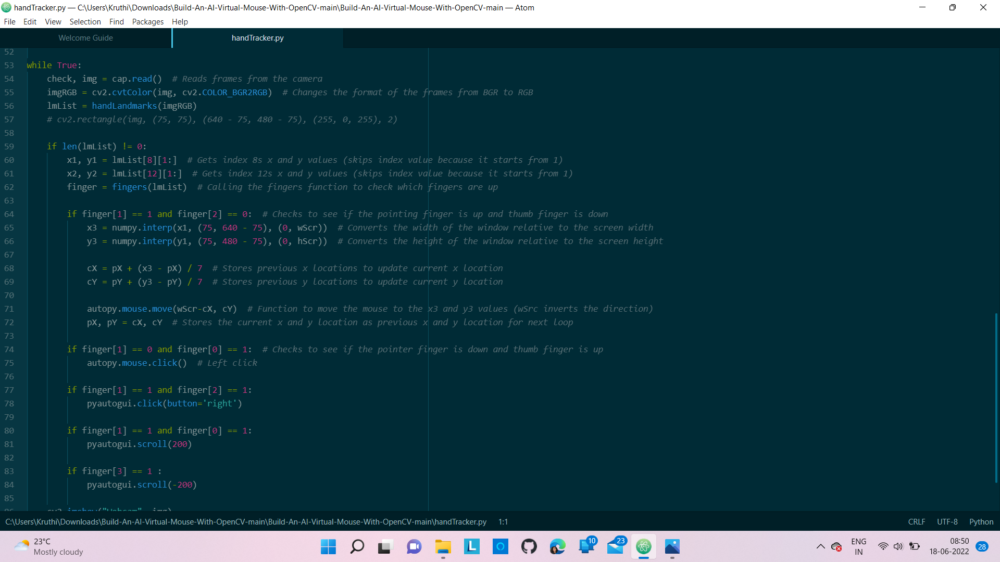 handTracker.py — C:\Users\Kruthi\Downloads\Build-An-AI-Virtual-Mouse-With-OpenCV-main\Build-An-AI-Virtual-Mouse-With-OpenCV-main — Atom
File Edit View Selection Find Packages Help
Welcome Guide handTracker.py
52
53 while True:
54 check, img = cap.read() # Reads frames from the camera
55 imgRGB = cv2.cvtColor(img, cv2.COLOR_BGR2RGB) # Changes the format of the frames from BGR to RGB
56 lmList = handLandmarks(imgRGB)
57 # cv2.rectangle(img, (75, 75), (640 - 75, 480 - 75), (255, 0, 255), 2)
58
59 if len(lmList) != 0:
60 x1, y1 = lmList[8][1:] # Gets index 8s x and y values (skips index value because it starts from 1)
61 x2, y2 = lmList[12][1:] # Gets index 12s x and y values (skips index value because it starts from 1)
62 finger = fingers(lmList) # Calling the fingers function to check which fingers are up
63
64 if finger[1] == 1 and finger[2] == 0: # Checks to see if the pointing finger is up and thumb finger is down
65 x3 = numpy.interp(x1, (75, 640 - 75), (0, wScr)) # Converts the width of the window relative to the screen width
66 y3 = numpy.interp(y1, (75, 480 - 75), (0, hScr)) # Converts the height of the window relative to the screen height
67
68 cX = pX + (x3 - pX) / 7 # Stores previous x locations to update current x location
69 cY = pY + (y3 - pY) / 7 # Stores previous y locations to update current y location
70
71 autopy.mouse.move(wScr-cX, cY) # Function to move the mouse to the x3 and y3 values (wSrc inverts the direction)
72 pX, pY = cX, cY # Stores the current x and y location as previous x and y location for next loop
73
74 if finger[1] == 0 and finger[0] == 1: # Checks to see if the pointer finger is down and thumb finger is up
75 autopy.mouse.click() # Left click
76
77 if finger[1] == 1 and finger[2] == 1:
78 pyautogui.click(button='right')
79
80 if finger[1] == 1 and finger[0] == 1:
81 pyautogui.scroll(200)
82
83 if finger[3] == 1 :
84 pyautogui.scroll(-200)
85
86 cv2.imshow("Webcam", img)
C:\Users\Kruthi\Downloads\Build-An-AI-Virtual-Mouse-With-OpenCV-main\Build-An-AI-Virtual-Mouse-With-OpenCV-main\handTracker.py 1:1 CRLF UTF-8 Python
23°C
Mostly cloudy
L
10
23
ENG
IN
08:50
18-06-2022
28